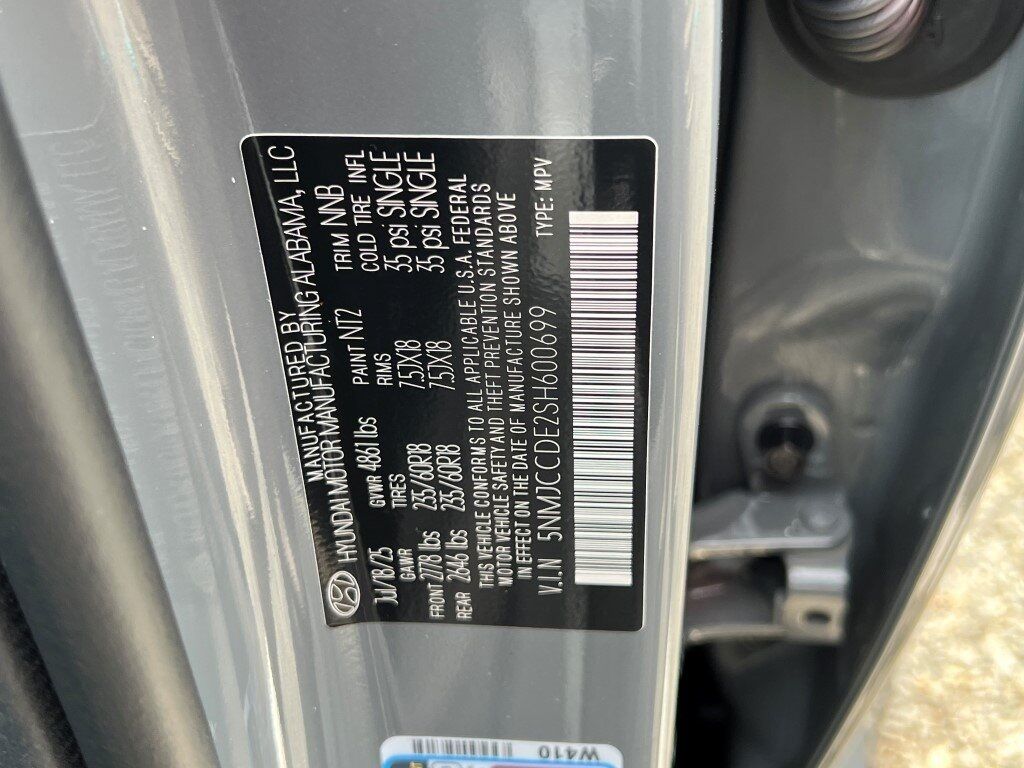 MANUFACTURED BY
HYUNDAI MOTOR MANUFACTURING ALABAMA, LLC
JUL/18/25 GVWR 4861 lbs PAINT NT2 TRIM NNB
GAWR TIRES RIMS COLD TIRE INFL
FRONT 2778 lbs 235/60R18 7.5JX18 35 psi SINGLE
REAR 2646 lbs 235/60R18 7.5JX18 35 psi SINGLE
THIS VEHICLE CONFORMS TO ALL APPLICABLE U.S.A. FEDERAL
MOTOR VEHICLE SAFETY AND THEFT PREVENTION STANDARDS
IN EFFECT ON THE DATE OF MANUFACTURE SHOWN ABOVE
V.I.N 5NMJCCDE2SH600699 TYPE: MPV
W410